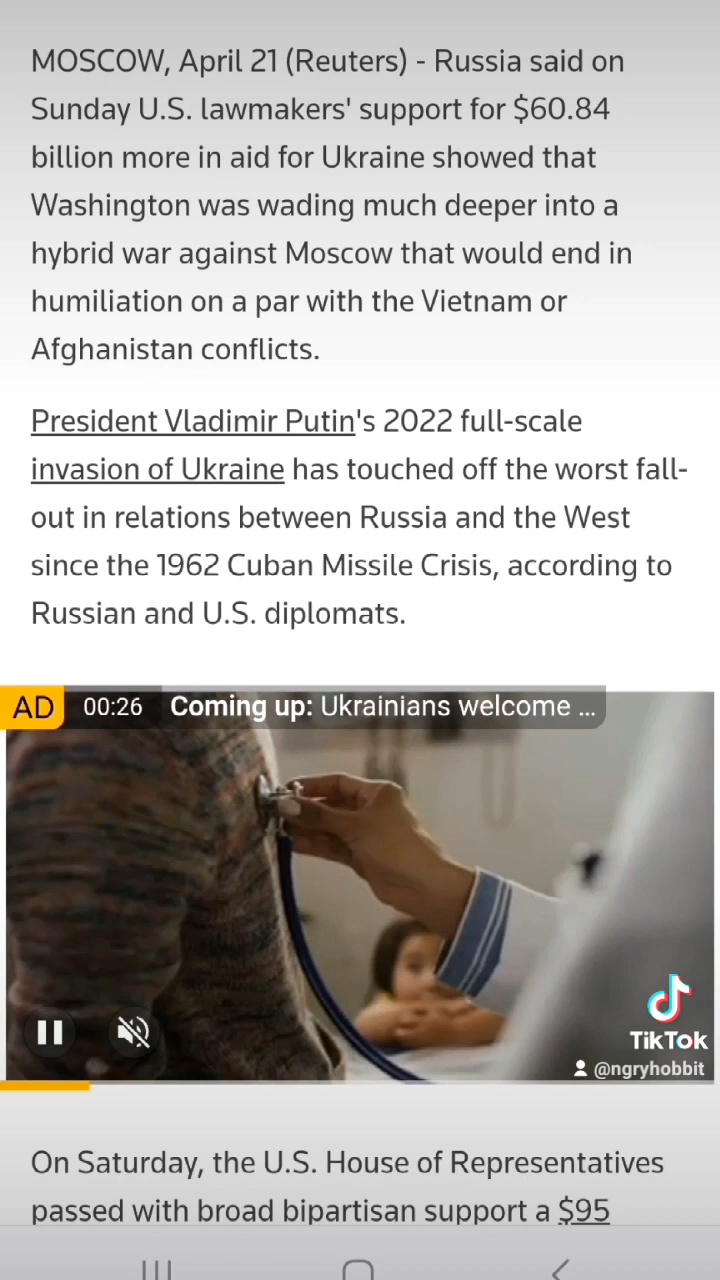 MOSCOW, April 21 (Reuters) - Russia said on
Sunday U.S. lawmakers' support for $60.84
billion more in aid for Ukraine showed that
Washington was wading much deeper into a
hybrid war against Moscow that would end in
humiliation on a par with the Vietnam or
Afghanistan conflicts.
President Vladimir Putin's 2022 full-scale
invasion of Ukraine has touched off the worst fall-
out in relations between Russia and the West
since the 1962 Cuban Missile Crisis, according to
Russian and U.S. diplomats.
AD 00:26 Coming up: Ukrainians welcome ...
TikTok
@ngryhobbit
On Saturday, the U.S. House of Representatives
passed with broad bipartisan support a $95